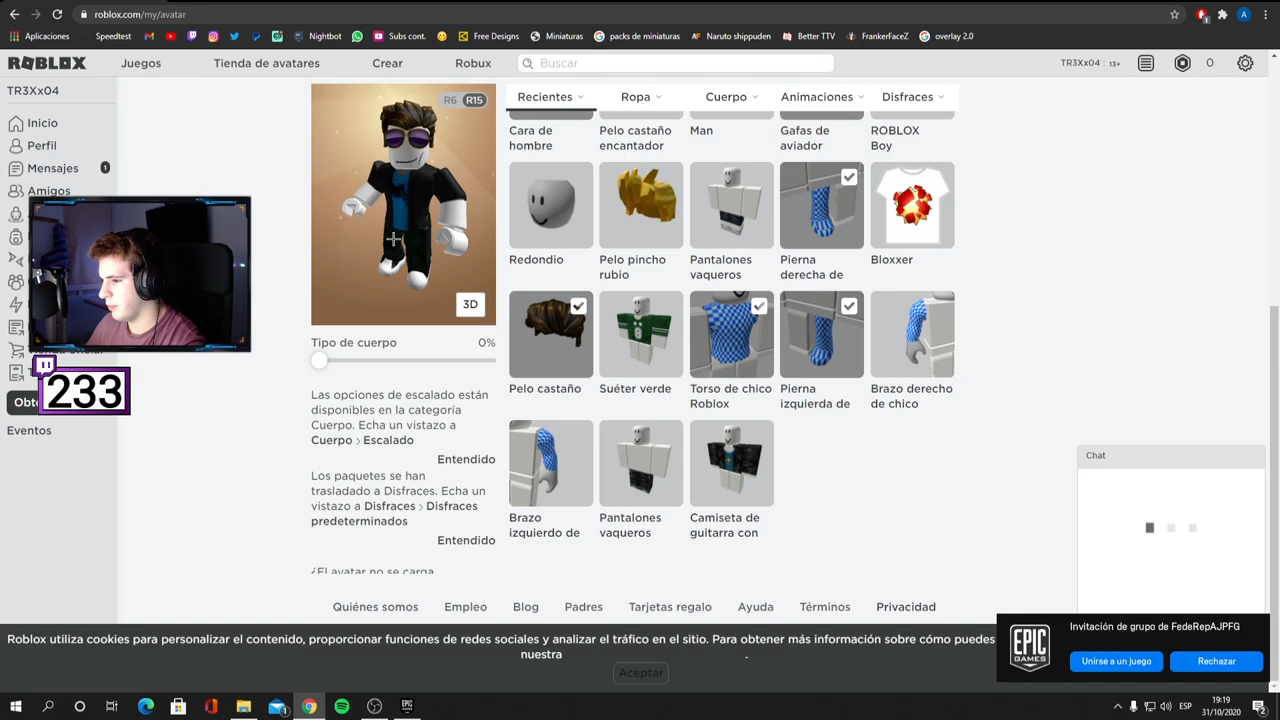 roblox.com/my/avatar
Aplicaciones
Speedtest
Nightbot
Subs cont.
Free Designs
Miniaturas
packs de miniaturas
Naruto shippuden
Better TTV
FrankerFaceZ
overlay 2.0
ROBLOX
Juegos
Tienda de avatares
Crear
Robux
Buscar
TR3Xx04 : 13+
0
TR3Xx04
Inicio
Perfil
Mensajes
1
Amigos
Eventos
233
R6
R15
3D
Tipo de cuerpo
0%
Las opciones de escalado están
disponibles en la categoría
Cuerpo. Echa un vistazo a
Cuerpo > Escalado
Entendido
Los paquetes se han
trasladado a Disfraces. Echa un
vistazo a Disfraces > Disfraces
predeterminados
Entendido
¿El avatar no se carga
Recientes
Ropa
Cuerpo
Animaciones
Disfraces
Cara de
hombre
Pelo castaño
encantador
Man
Gafas de
aviador
ROBLOX
Boy
Redondio
Pelo pincho
rubio
Pantalones
vaqueros
Pierna
derecha de
Bloxxer
Pelo castaño
Suéter verde
Torso de chico
Roblox
Pierna
izquierda de
Brazo derecho
de chico
Brazo
izquierdo de
Pantalones
vaqueros
Camiseta de
guitarra con
Chat
Quiénes somos
Empleo
Blog
Padres
Tarjetas regalo
Ayuda
Términos
Privacidad
Roblox utiliza cookies para personalizar el contenido, proporcionar funciones de redes sociales y analizar el tráfico en el sitio. Para obtener más información sobre cómo puedes
nuestra .
Aceptar
EPIC
GAMES
Invitación de grupo de FedeRepAJPFG
Unirse a un juego
Rechazar
ESP
19:19
31/10/2020
2